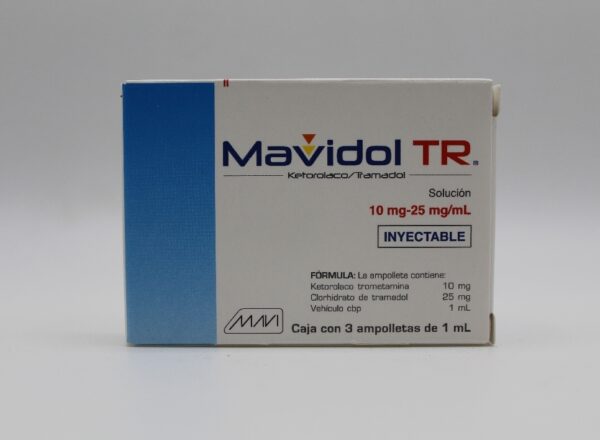 Mavidol TR®
Ketorolaco/Tramadol
Solución
10 mg-25 mg/mL
INYECTABLE
FÓRMULA: La ampolleta contiene:
Ketorolaco trometamina 10 mg
Clorhidrato de tramadol 25 mg
Vehículo cbp 1 mL
MAVI Caja con 3 ampolletas de 1 mL